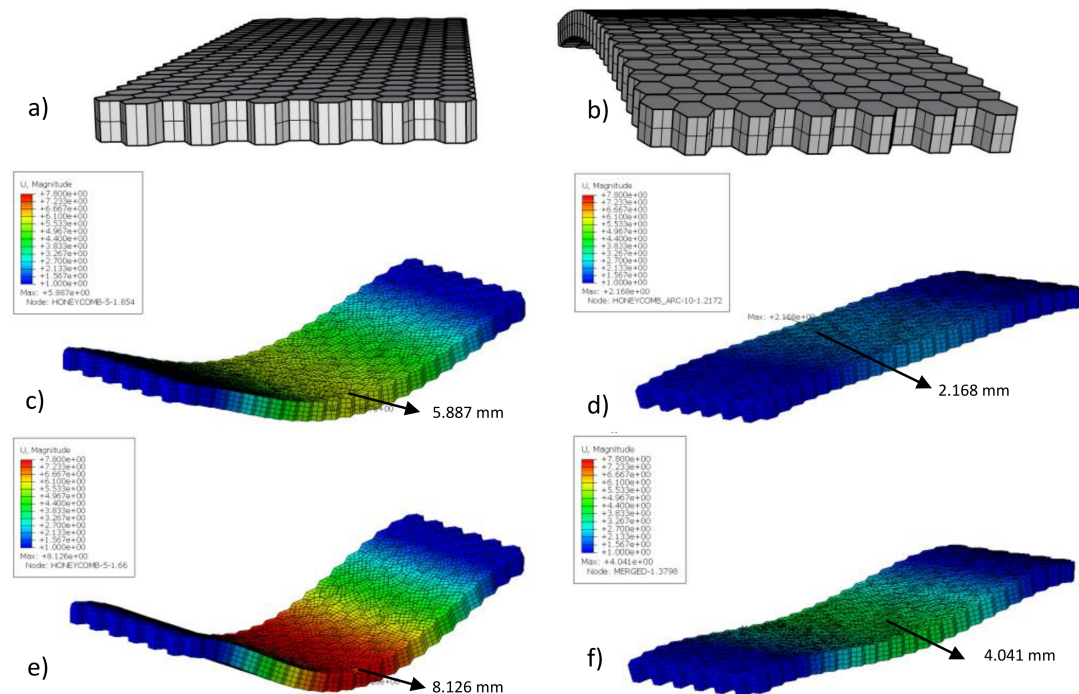 a)
b)
U, Magnitude
+7.800e+00
+7.233e+00
+6.667e+00
+6.100e+00
+5.533e+00
+4.967e+00
+4.400e+00
+3.833e+00
+3.267e+00
+2.700e+00
+2.133e+00
+1.567e+00
+1.000e+00
Max: +5.887e+00
Node: HONEYCOMB-5-1.854
U, Magnitude
+7.800e+00
+7.233e+00
+6.667e+00
+6.100e+00
+5.533e+00
+4.967e+00
+4.400e+00
+3.833e+00
+3.267e+00
+2.700e+00
+2.133e+00
+1.567e+00
+1.000e+00
Max: +2.168e+00
Node: HONEYCOMB_ARC-10-1.2172
Max: +2.168e+00
c)
5.887 mm
d)
2.168 mm
U, Magnitude
+7.800e+00
+7.233e+00
+6.667e+00
+6.100e+00
+5.533e+00
+4.967e+00
+4.400e+00
+3.833e+00
+3.267e+00
+2.700e+00
+2.133e+00
+1.567e+00
+1.000e+00
Max: +8.126e+00
Node: HONEYCOMB-5-1.66
U, Magnitude
+7.800e+00
+7.233e+00
+6.667e+00
+6.100e+00
+5.533e+00
+4.967e+00
+4.400e+00
+3.833e+00
+3.267e+00
+2.700e+00
+2.133e+00
+1.567e+00
+1.000e+00
Max: +4.041e+00
Node: MERGED-1.3798
e)
8.126 mm
f)
4.041 mm